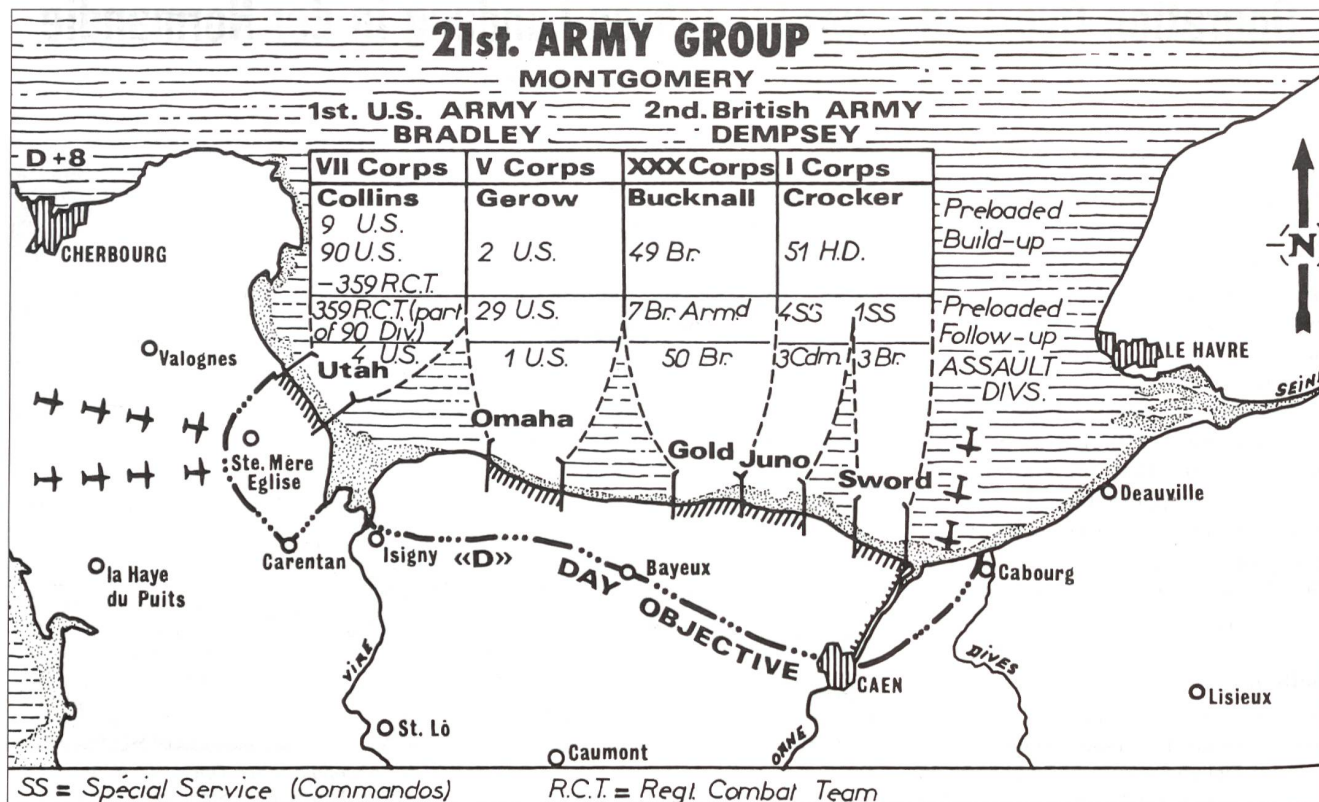 21st. ARMY GROUP
MONTGOMERY
1st. U.S. ARMY
BRADLEY
2nd. British ARMY
DEMPSEY
D+8
VII Corps
V Corps
XXX Corps
I Corps
Collins
Gerow
Bucknall
Crocker
9 U.S.
90 U.S.
2 U.S.
49 Br.
51 H.D.
-359 R.C.T.
Preloaded
Build-up
359 R.C.T. (part
of 90 Div.)
29 U.S.
7 Br. Armd
4SS
1SS
Preloaded
Follow-up
4 U.S.
1 U.S.
50 Br.
3Cdn.
3 Br.
ASSAULT
DIVS.
N
CHERBOURG
Valognes
Utah
Omaha
Gold
Juno
Sword
LE HAVRE
SEINE
Ste. Mère
Eglise
Deauville
Carentan
Isigny
«D»
DAY OBJECTIVE
Bayeux
Cabourg
la Haye
du Puits
VIRE
CAEN
DIVES
Lisieux
St. Lô
Caumont
ORNE
SS = Spécial Service (Commandos)
R.C.T. = Regl. Combat Team